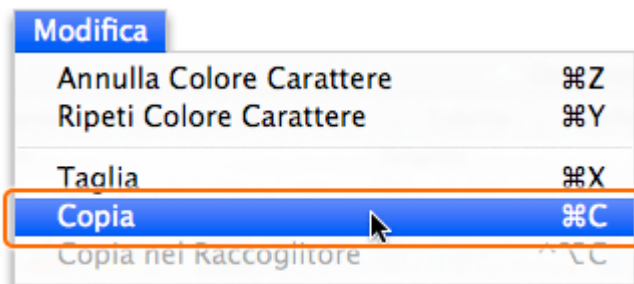 Modifica
Annulla Colore Carattere ⌘Z
Ripeti Colore Carattere ⌘Y
Taglia ⌘X
Copia ⌘C
Copia nel Raccoglitore ^⌥C